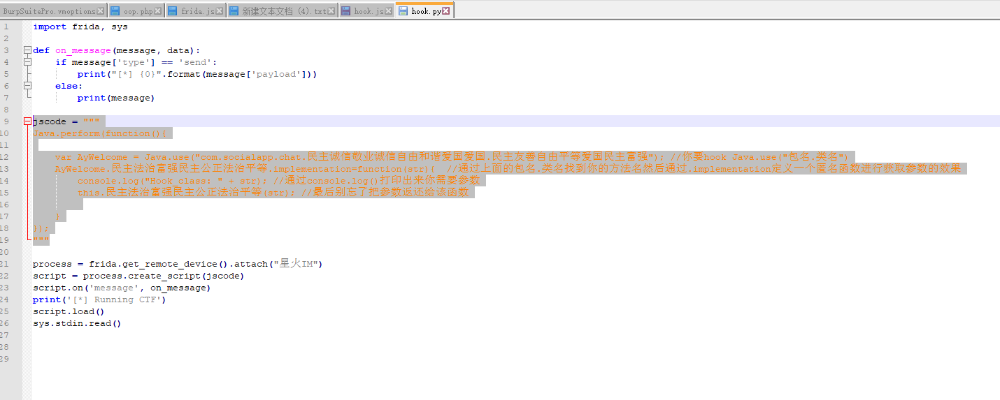 BurpSuitePro.vmoptions oop.php frida.js 新建文本文档 (4).txt hook.js hook.py
1 import frida, sys
2
3 def on_message(message, data):
4 if message['type'] == 'send':
5 print("[*] {0}".format(message['payload']))
6 else:
7 print(message)
8
9 jscode = """
10 Java.perform(function(){
11
12 var AyWelcome = Java.use("com.socialapp.chat.民主诚信敬业诚信自由和谐爱国爱国.民主友善自由平等爱国民主富强"); //你要hook Java.use("包名.类名")
13 AyWelcome.民主法治富强民主公正法治平等.implementation=function(str){ //通过上面的包名.类名找到你的方法名然后通过.implementation定义一个匿名函数进行获取参数的效果
14 console.log("Hook_class: " + str); //通过console.log()打印出来你需要参数
15 this.民主法治富强民主公正法治平等(str); //最后别忘了把参数返还给该函数
16
17 }
18 });
19 """
20
21 process = frida.get_remote_device().attach("星火IM")
22 script = process.create_script(jscode)
23 script.on('message', on_message)
24 print('[*] Running CTF')
25 script.load()
26 sys.stdin.read()
27
28
29